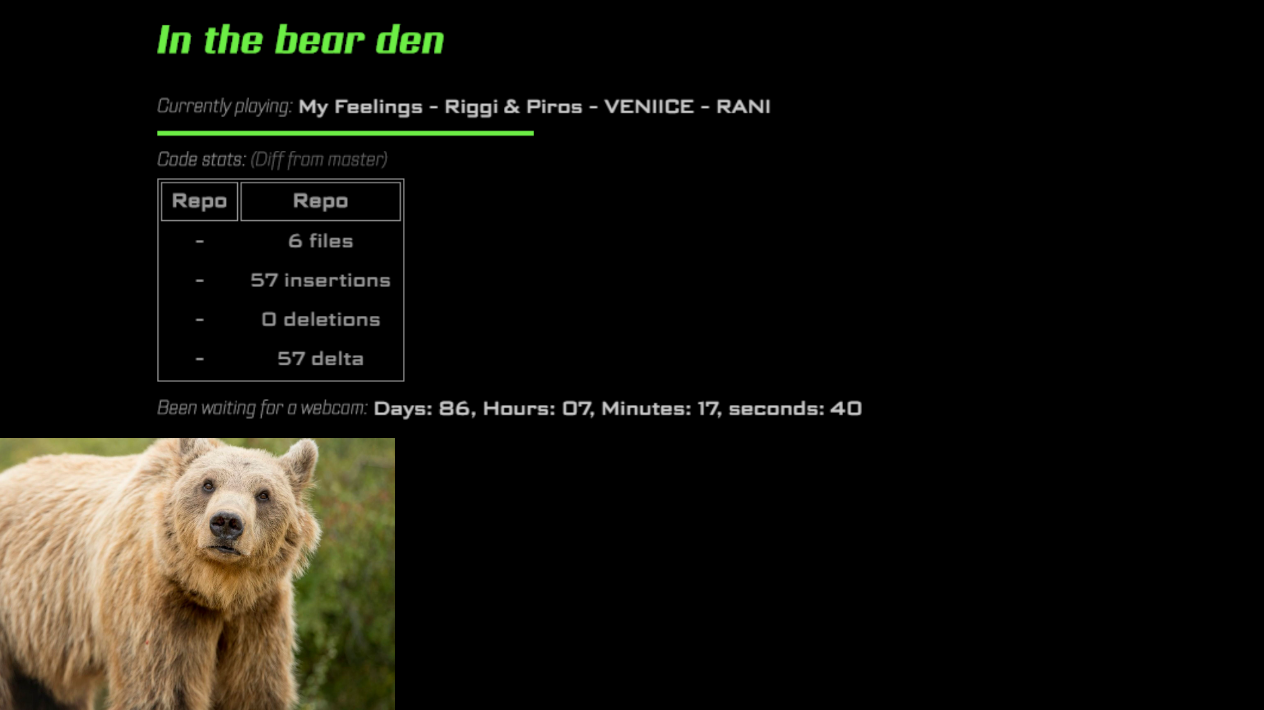 In the bear den
Currently playing: My Feelings - Riggi & Piros - VENIICE - RANI
Code stats: (Diff from master)
Repo Repo
- 6 files
- 57 insertions
- 0 deletions
- 57 delta
Been waiting for a webcam: Days: 86, Hours: 07, Minutes: 17, seconds: 40